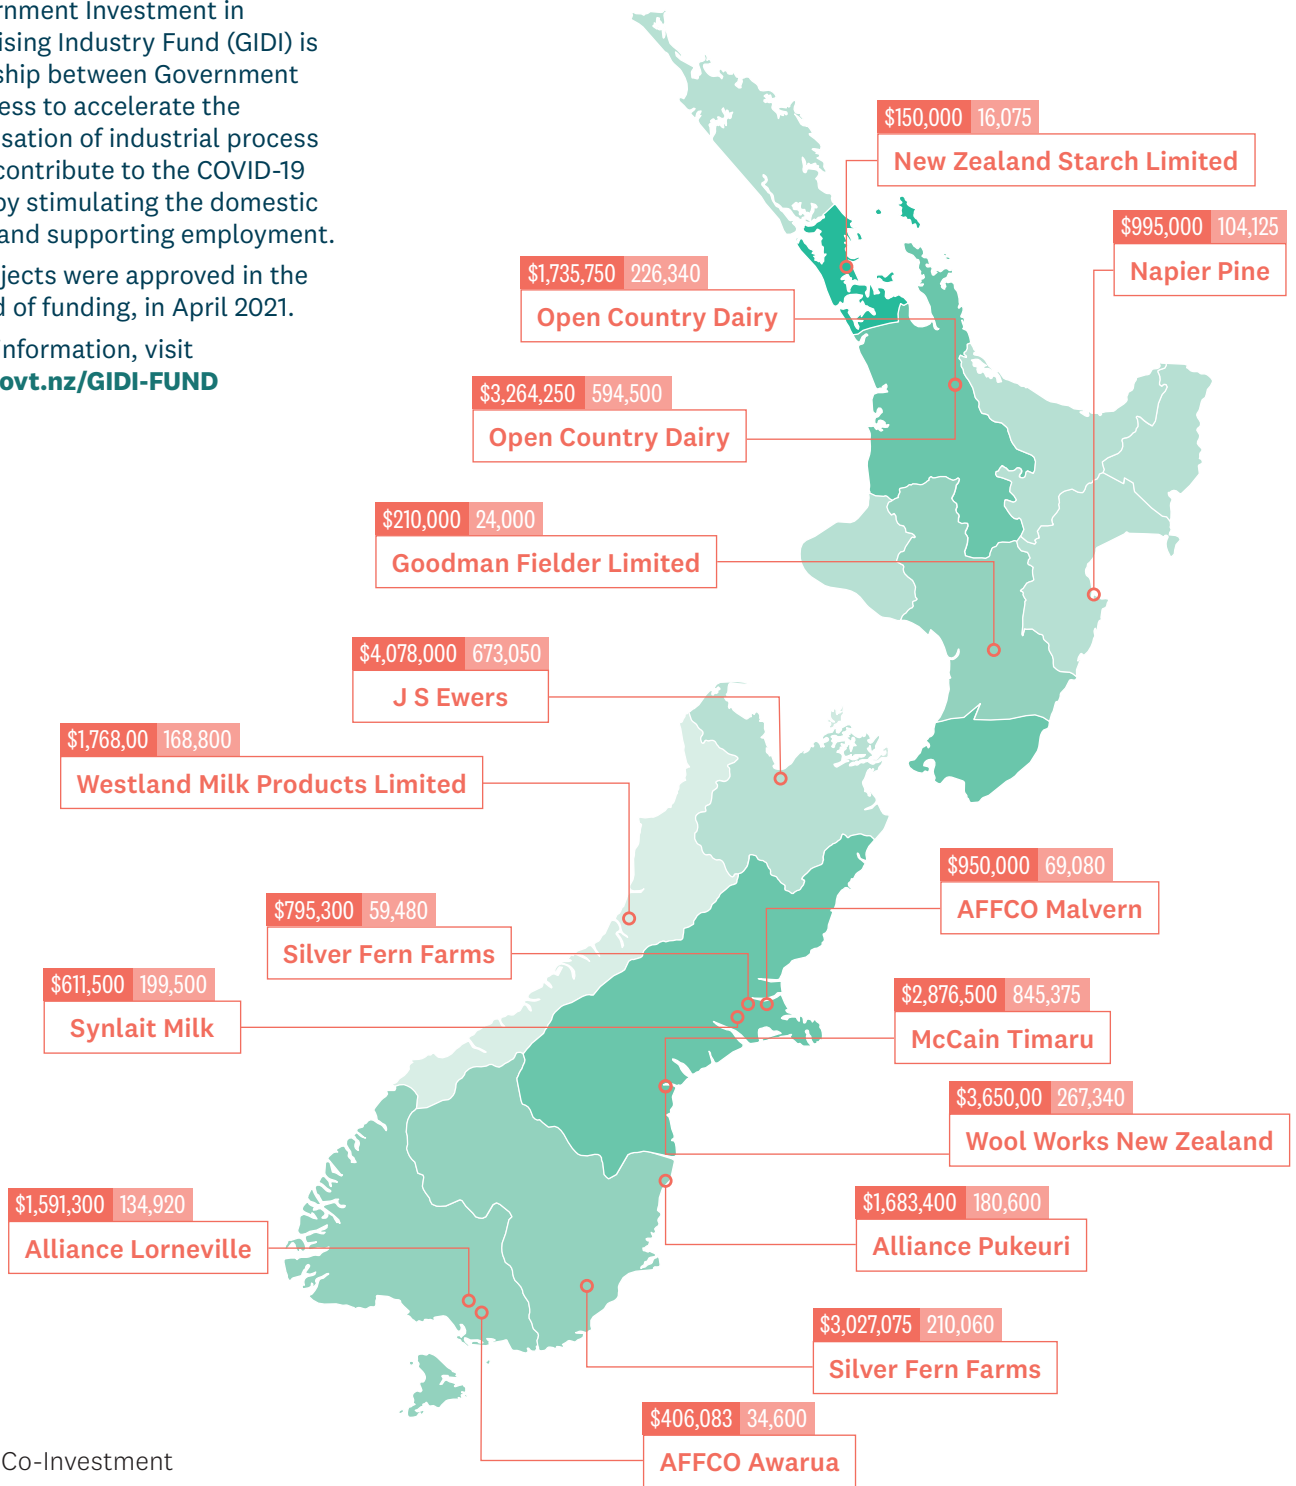 rnment Investment in
ising Industry Fund (GIDI) is
ship between Government
ess to accelerate the
sation of industrial process
contribute to the COVID-19
by stimulating the domestic
and supporting employment.
jects were approved in the
d of funding, in April 2021.
information, visit
ovt.nz/GIDI-FUND
$150,000 16,075
New Zealand Starch Limited
$995,000 104,125
Napier Pine
$1,735,750 226,340
Open Country Dairy
$3,264,250 594,500
Open Country Dairy
$210,000 24,000
Goodman Fielder Limited
$4,078,000 673,050
J S Ewers
$1,768,00 168,800
Westland Milk Products Limited
$950,000 69,080
AFFCO Malvern
$795,300 59,480
Silver Fern Farms
$611,500 199,500
Synlait Milk
$2,876,500 845,375
McCain Timaru
$3,650,00 267,340
Wool Works New Zealand
$1,591,300 134,920
Alliance Lorneville
$1,683,400 180,600
Alliance Pukeuri
$3,027,075 210,060
Silver Fern Farms
$406,083 34,600
AFFCO Awarua
Co-Investment